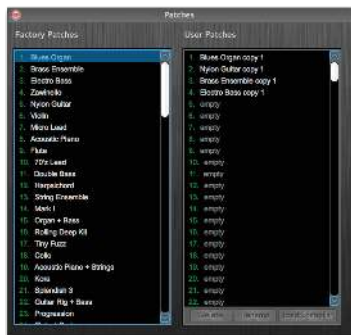 Patches
Factory Patches
1. Blues Organ
2. Brass Ensemble
3. Electro Bass
4. Zawinello
5. Nylon Guitar
6. Violin
7. Micro Lead
8. Acoustic Piano
9. Flute
10. 70's Lead
11. Double Bass
12. Harpsichord
13. String Ensemble
14. Mark I
15. Organ + Bass
16. Rolling Deep Kit
17. Tiny Fuzz
18. Cello
19. Acoustic Piano + Strings
20. Kora
21. Splendish 3
22. Guitar Rig + Bass
23. Progression
User Patches
1. Blues Organ copy 1
2. Nylon Guitar copy 1
3. Brass Ensemble copy 1
4. Electro Bass copy 1
5. empty
6. empty
7. empty
8. empty
9. empty
10. empty
11. empty
12. empty
13. empty
14. empty
15. empty
16. empty
17. empty
18. empty
19. empty
20. empty
21. empty
22. empty
Rename